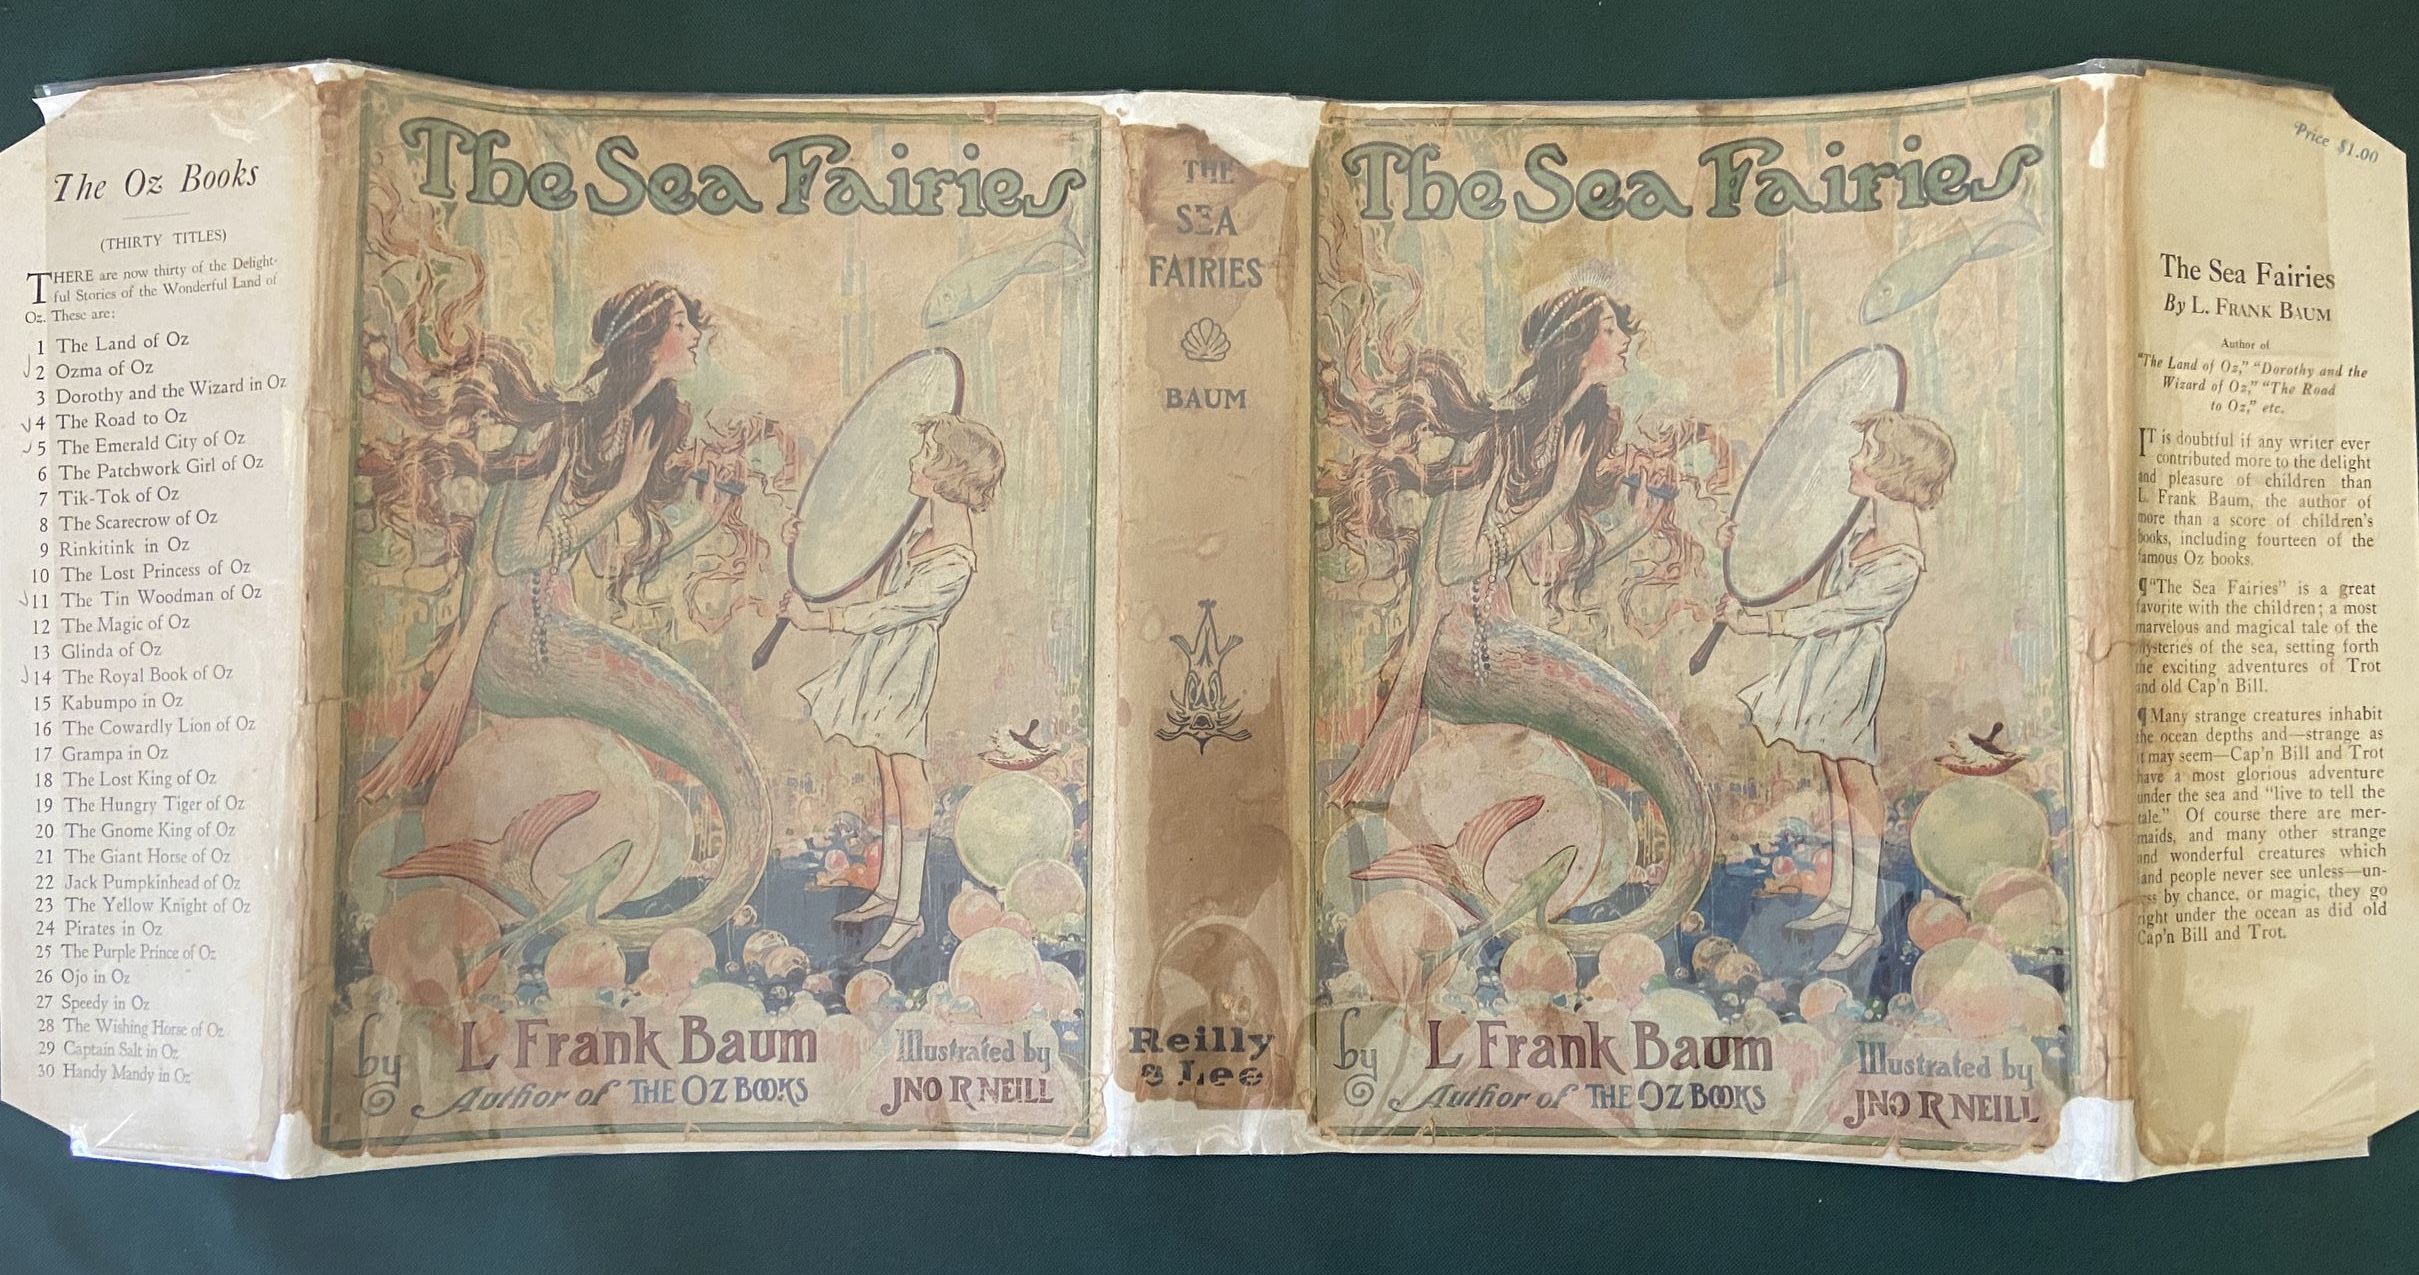 The Oz Books
(THIRTY TITLES)
THERE are now thirty of the Delight-
ful Stories of the Wonderful Land of
Oz. These are:
1 The Land of Oz
2 Ozma of Oz
3 Dorothy and the Wizard in Oz
4 The Road to Oz
5 The Emerald City of Oz
6 The Patchwork Girl of Oz
7 Tik-Tok of Oz
8 The Scarecrow of Oz
9 Rinkitink in Oz
10 The Lost Princess of Oz
11 The Tin Woodman of Oz
12 The Magic of Oz
13 Glinda of Oz
14 The Royal Book of Oz
15 Kabumpo in Oz
16 The Cowardly Lion of Oz
17 Grampa in Oz
18 The Lost King of Oz
19 The Hungry Tiger of Oz
20 The Gnome King of Oz
21 The Giant Horse of Oz
22 Jack Pumpkinhead of Oz
23 The Yellow Knight of Oz
24 Pirates in Oz
25 The Purple Prince of Oz
26 Ojo in Oz
27 Speedy in Oz
28 The Wishing Horse of Oz
29 Captain Salt in Oz
30 Handy Mandy in Oz
The Sea Fairies
by L Frank Baum
Author of THE OZ BOOKS
Illustrated by
JNO R NEILL
THE
SEA
FAIRIES
BAUM
Reilly
& Lee
The Sea Fairies
by L Frank Baum
Author of THE OZ BOOKS
Illustrated by
JNO R NEILL
Price $1.00
The Sea Fairies
By L. FRANK BAUM
Author of
"The Land of Oz," "Dorothy and the
Wizard of Oz," "The Road
to Oz," etc.
IT is doubtful if any writer ever
contributed more to the delight
and pleasure of children than
L. Frank Baum, the author of
more than a score of children's
books, including fourteen of the
famous Oz books.
¶"The Sea Fairies" is a great
favorite with the children; a most
marvelous and magical tale of the
mysteries of the sea, setting forth
the exciting adventures of Trot
and old Cap'n Bill.
¶Many strange creatures inhabit
the ocean depths and—strange as
it may seem—Cap'n Bill and Trot
have a most glorious adventure
under the sea and "live to tell the
tale." Of course there are mer-
maids, and many other strange
and wonderful creatures which
land people never see unless—un-
less by chance, or magic, they go
right under the ocean as did old
Cap'n Bill and Trot.